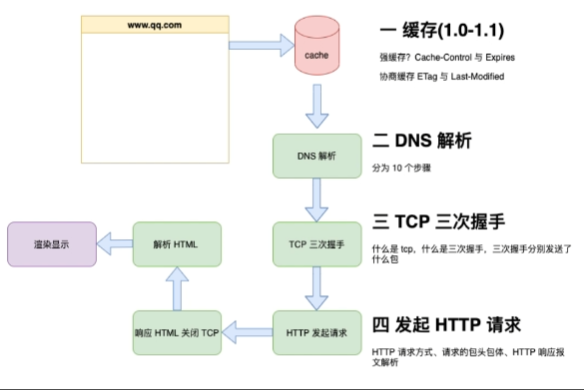 www.qq.com
cache
一 缓存(1.0-1.1)
强缓存? Cache-Control 与 Expires
协商缓存 ETag 与 Last-Modified
DNS 解析
二 DNS 解析
分为 10 个步骤
渲染显示
解析 HTML
TCP 三次握手
三 TCP 三次握手
什么是 tcp，什么是三次握手，三次握手分别发送了
什么包
响应 HTML 关闭 TCP
HTTP 发起请求
四 发起 HTTP 请求
HTTP 请求方式、请求的包头包体、HTTP 响应报
文解析